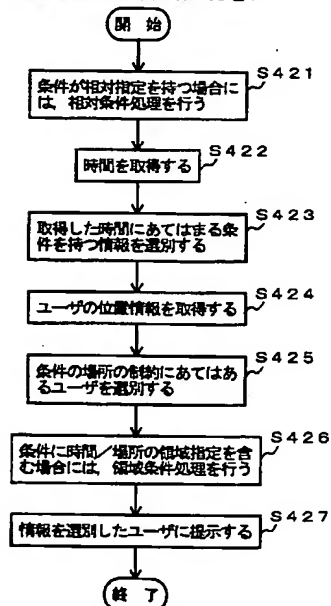 開 始
S421
条件が相対指定を持つ場合に
は，相対条件処理を行う
S422
時間を取得する
S423
取得した時間にあてはまる条
件を持つ情報を選別する
S424
ユーザの位置情報を取得する
S425
条件の場所の制約にあてはま
るユーザを選別する
S426
条件に時間／場所の領域指定を含
む場合には，領域条件処理を行う
S427
情報を選別したユーザに提示する
終 了